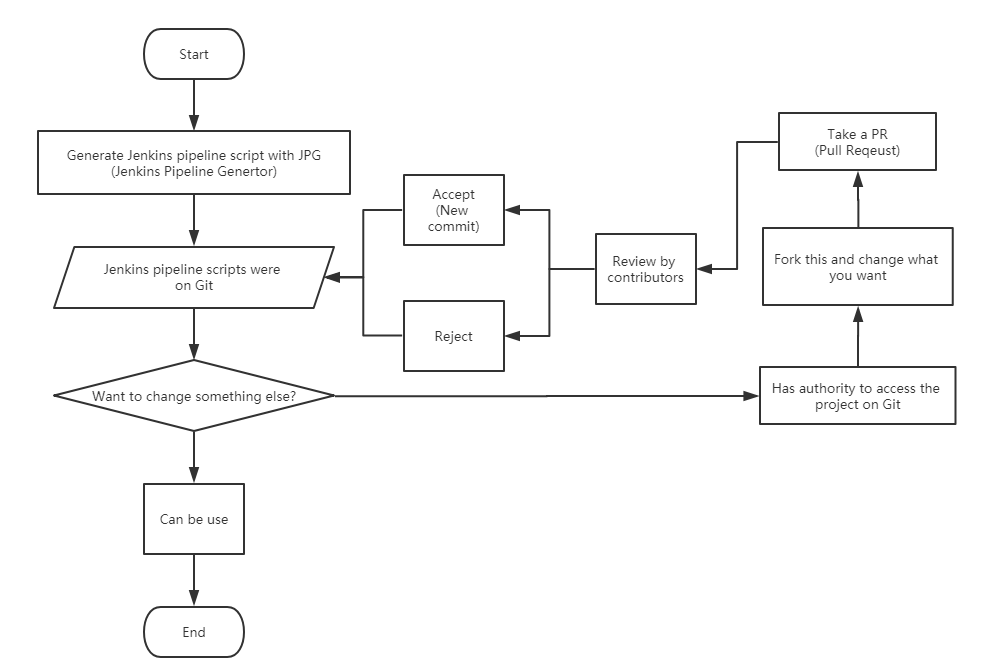 Start
Generate Jenkins pipeline script with JPG
(Jenkins Pipeline Genertor)
Jenkins pipeline scripts were
on Git
Want to change something else?
Can be use
End
Accept
(New
commit)
Reject
Review by
contributors
Take a PR
(Pull Reqeust)
Fork this and change what
you want
Has authority to access the
project on Git